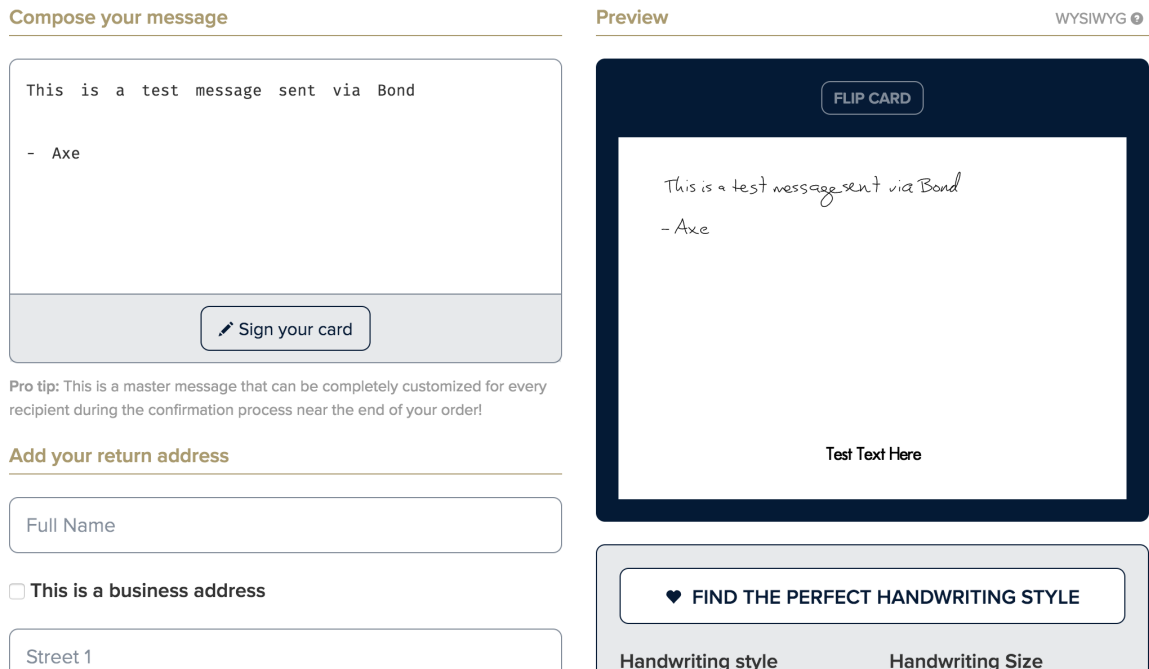 Compose your message
This is a test message sent via Bond
- Axe
Sign your card
Pro tip: This is a master message that can be completely customized for every
recipient during the confirmation process near the end of your order!
Add your return address
Full Name
This is a business address
Street 1
Preview
WYSIWYG ?
FLIP CARD
This is a test message sent via Bond
- Axe
Test Text Here
FIND THE PERFECT HANDWRITING STYLE
Handwriting style
Handwriting Size